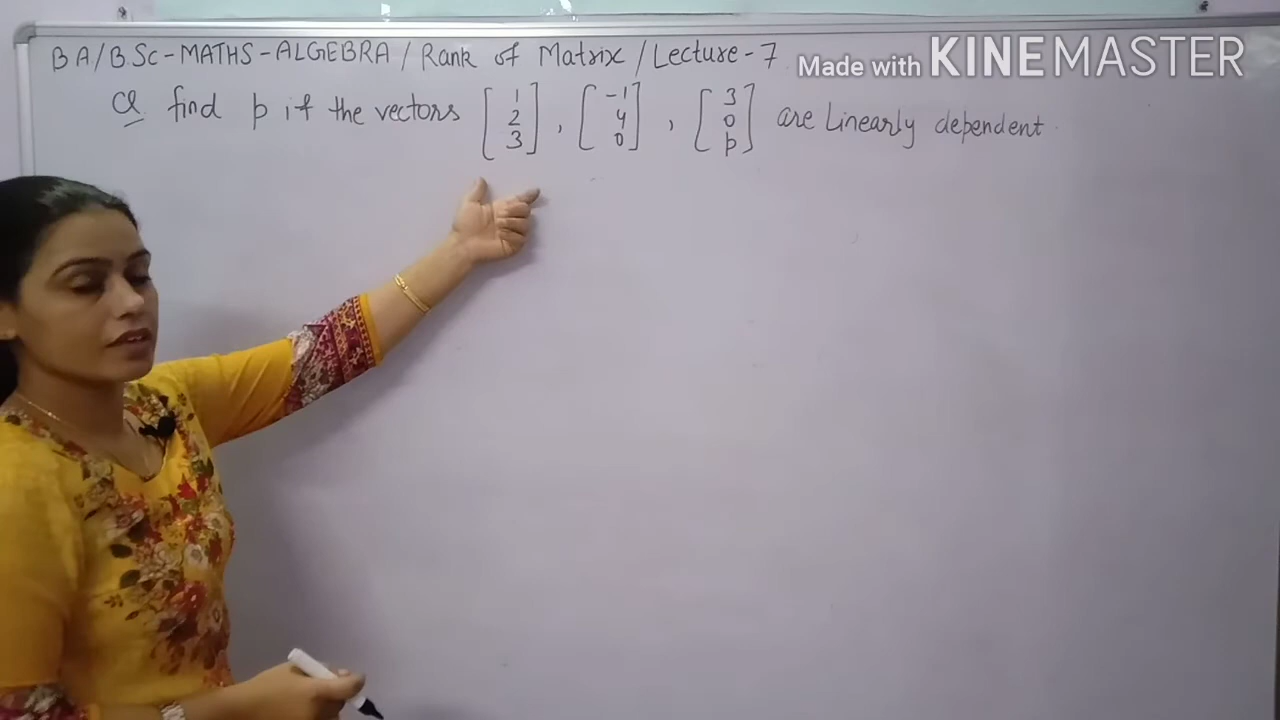 BA/B.Sc-MATHS-ALGEBRA/Rank of Matrix/Lecture-7
Made with KINEMASTER
Q find p if the vectors [1 2 3], [-1 4 0], [3 0 p] are Linearly dependent.